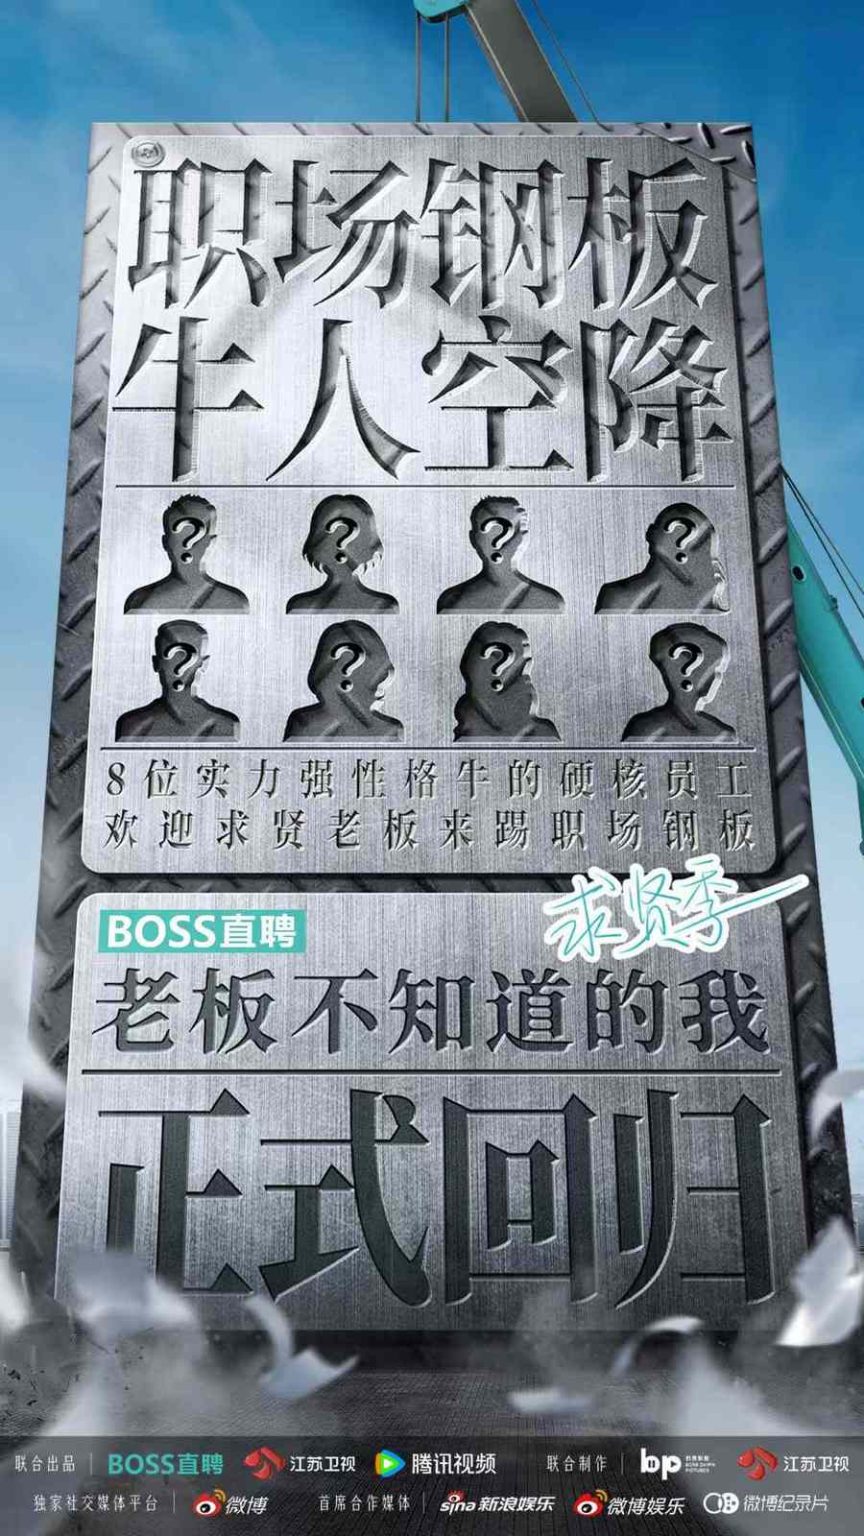 职场钢板
牛人空降
? ? ? ?
? ? ? ?
8位实力强性格牛的硬核员工
欢迎求贤老板来踢职场钢板
BOSS直聘
求贤季
老板不知道的我
正式回归
联合出品 | BOSS直聘 江苏卫视 腾讯视频 联合制作 | bp 江苏卫视
独家社交媒体平台 | 微博 首席合作媒体 | sina新浪娱乐 微博娱乐 微博纪录片